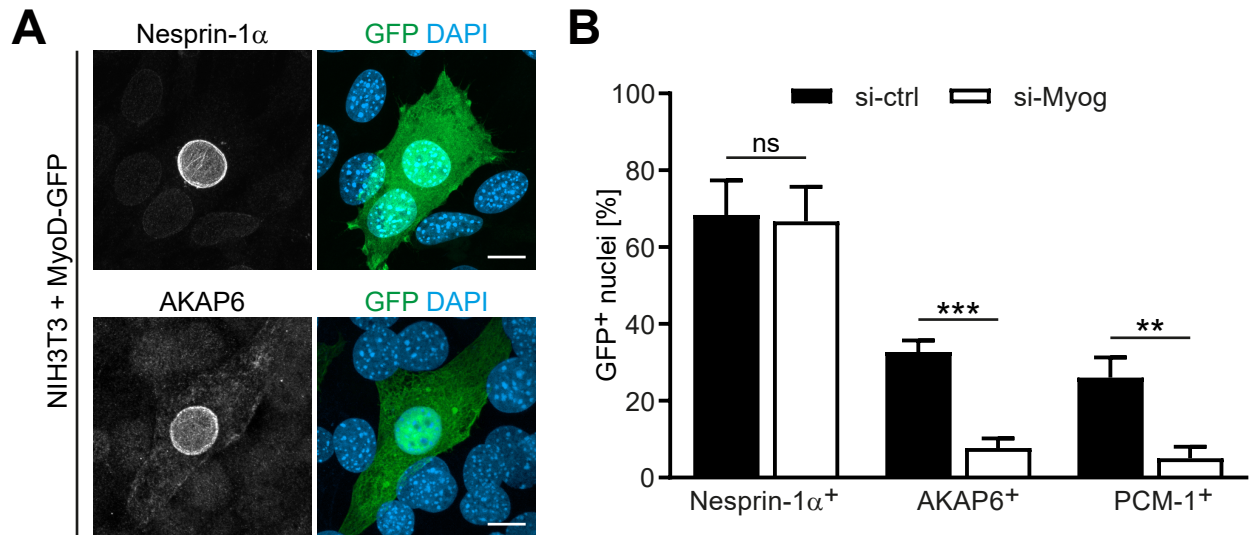 A
Nesprin-1α
GFP DAPI
NIH3T3 + MyoD-GFP
AKAP6
GFP DAPI
B
si-ctrl si-Myog
GFP+ nuclei [%]
100
80
60
40
20
0
ns
***
**
Nesprin-1α+ AKAP6+ PCM-1+